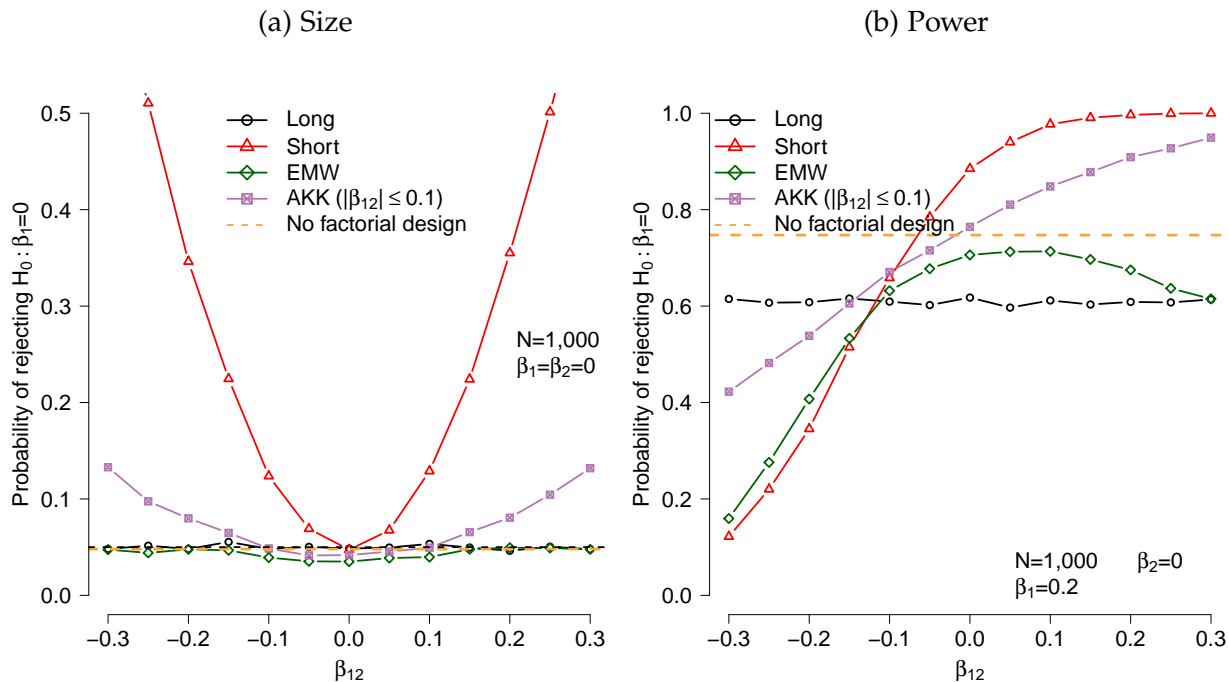 (a) Size
Probability of rejecting H₀ : β₁=0
0.5
0.4
0.3
0.2
0.1
0.0
Long
Short
EMW
AKK (|β₁₂| ≤ 0.1)
No factorial design
N=1,000
β₁=β₂=0
−0.3 −0.2 −0.1 0.0 0.1 0.2 0.3
β₁₂
(b) Power
Probability of rejecting H₀ : β₁=0
1.0
0.8
0.6
0.4
0.2
0.0
Long
Short
EMW
AKK (|β₁₂| ≤ 0.1)
No factorial design
N=1,000 β₂=0
β₁=0.2
−0.3 −0.2 −0.1 0.0 0.1 0.2 0.3
β₁₂